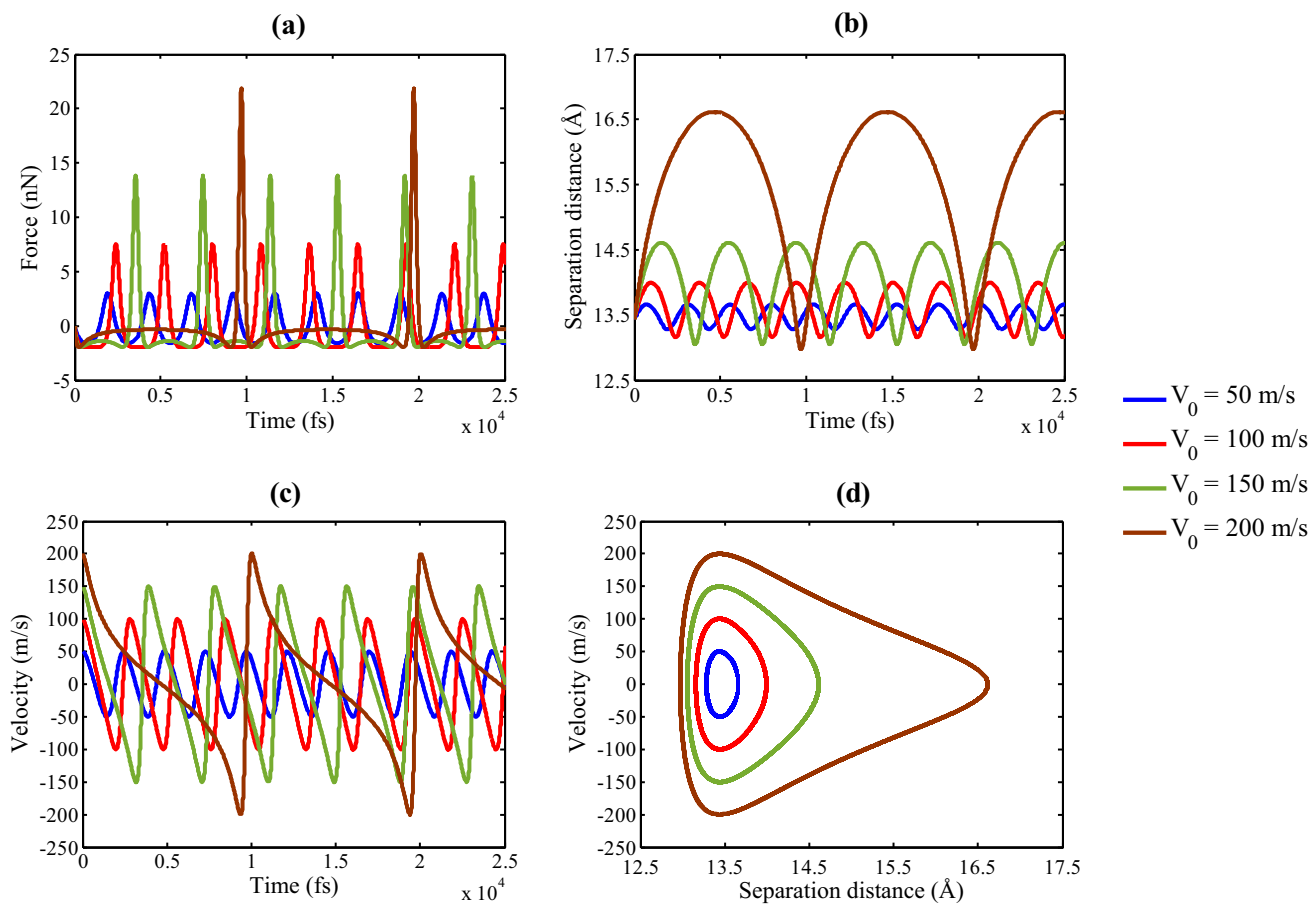 (a)
25
20
15
10
5
0
-5
Force (nN)
0 0.5 1 1.5 2 2.5
Time (fs)
x 10^4
(b)
17.5
16.5
15.5
14.5
13.5
12.5
Separation distance (Å)
0 0.5 1 1.5 2 2.5
Time (fs)
x 10^4
V_0 = 50 m/s
V_0 = 100 m/s
V_0 = 150 m/s
V_0 = 200 m/s
(c)
250
200
150
100
50
0
-50
-100
-150
-200
-250
Velocity (m/s)
0 0.5 1 1.5 2 2.5
Time (fs)
x 10^4
(d)
250
200
150
100
50
0
-50
-100
-150
-200
-250
Velocity (m/s)
12.5 13.5 14.5 15.5 16.5 17.5
Separation distance (Å)